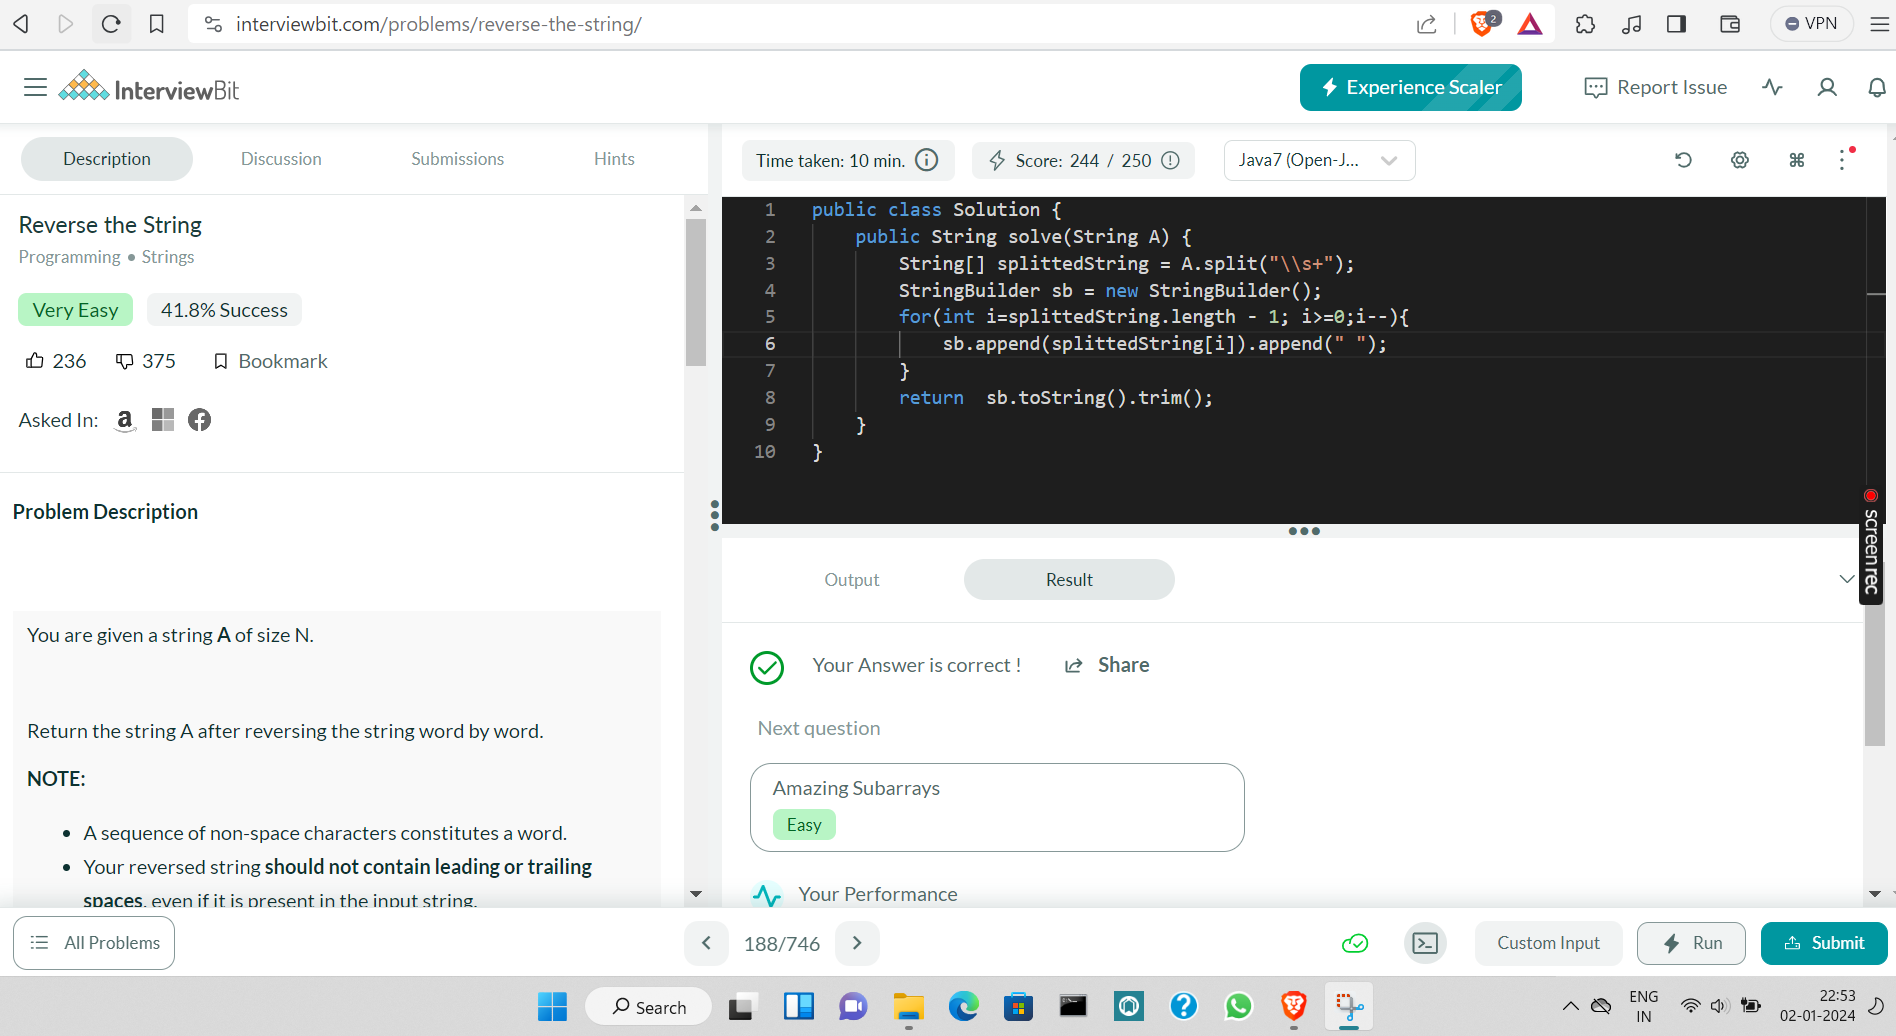 interviewbit.com/problems/reverse-the-string/
2
VPN
InterviewBit
Experience Scaler
Report Issue
Description
Discussion
Submissions
Hints
Time taken: 10 min.
Score: 244 / 250
Java7 (Open-J...
Reverse the String
Programming • Strings
Very Easy
41.8% Success
236
375
Bookmark
Asked In:
Problem Description
You are given a string A of size N.
Return the string A after reversing the string word by word.
NOTE:
• A sequence of non-space characters constitutes a word.
• Your reversed string should not contain leading or trailing
spaces, even if it is present in the input string.
1 public class Solution {
2 public String solve(String A) {
3 String[] splittedString = A.split("\\s+");
4 StringBuilder sb = new StringBuilder();
5 for(int i=splittedString.length - 1; i>=0;i--){
6 sb.append(splittedString[i]).append(" ");
7 }
8 return  sb.toString().trim();
9 }
10 }
screenrec
Output
Result
Your Answer is correct !
Share
Next question
Amazing Subarrays
Easy
Your Performance
All Problems
188/746
Custom Input
Run
Submit
Search
ENG
IN
22:53
02-01-2024